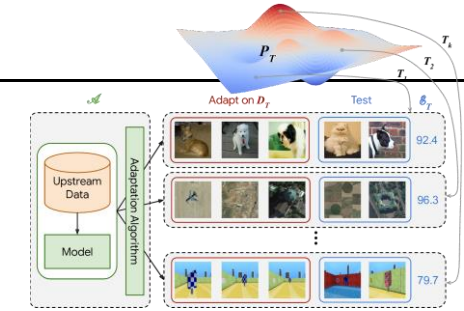 P_T
T_k
T_2
T_1
𝒜
Adapt on D_T
Test
ℰ_T
Upstream
Data
Model
Adaptation Algorithm
92.4
96.3
79.7